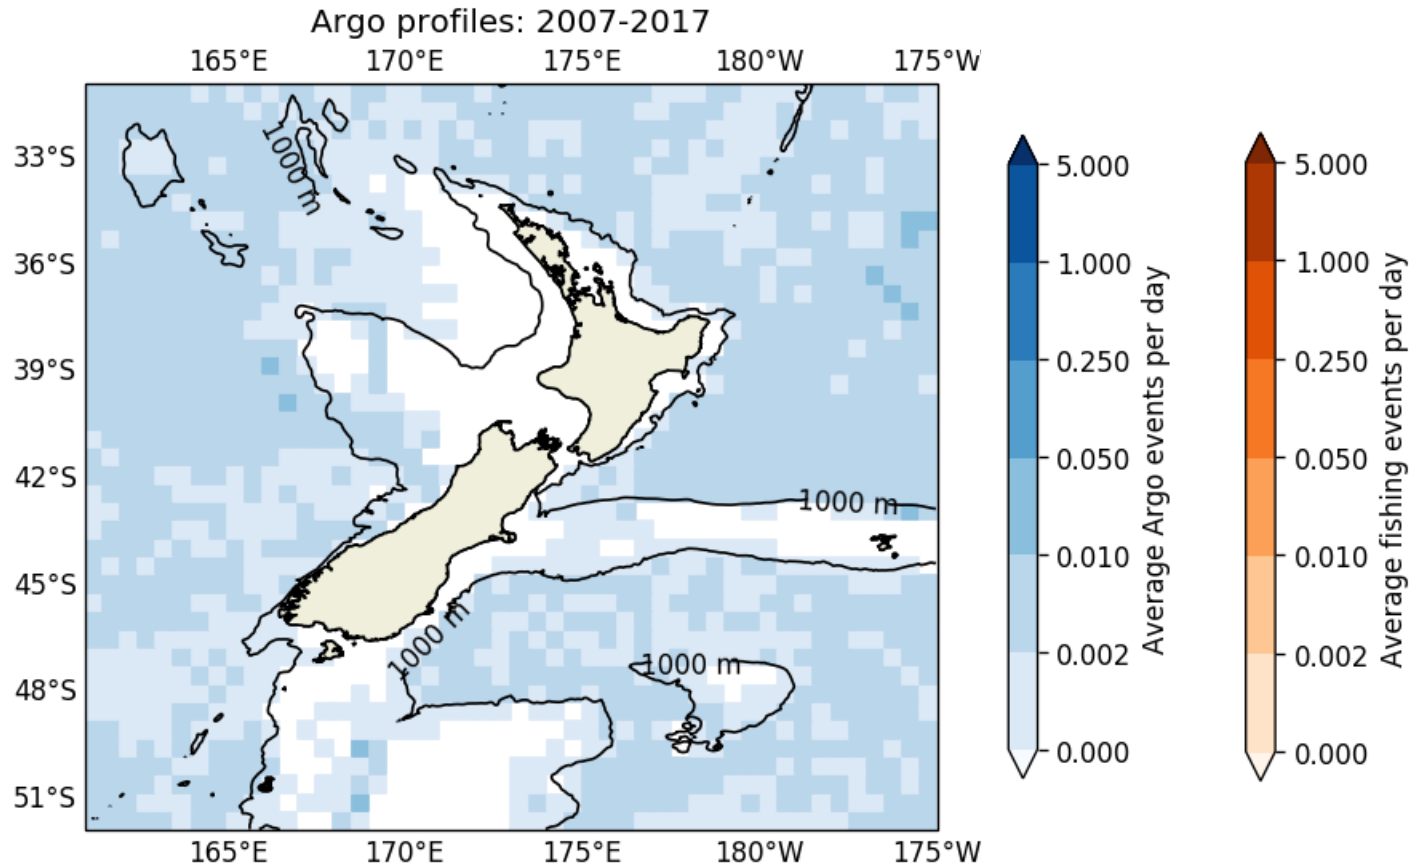 Argo profiles: 2007-2017
165°E 170°E 175°E 180°W 175°W
33°S
36°S
39°S
42°S
45°S
48°S
51°S
1000 m
1000 m
1000 m
1000 m
165°E 170°E 175°E 180°W 175°W
5.000
1.000
0.250
0.050
0.010
0.002
0.000
Average Argo events per day
5.000
1.000
0.250
0.050
0.010
0.002
0.000
Average fishing events per day